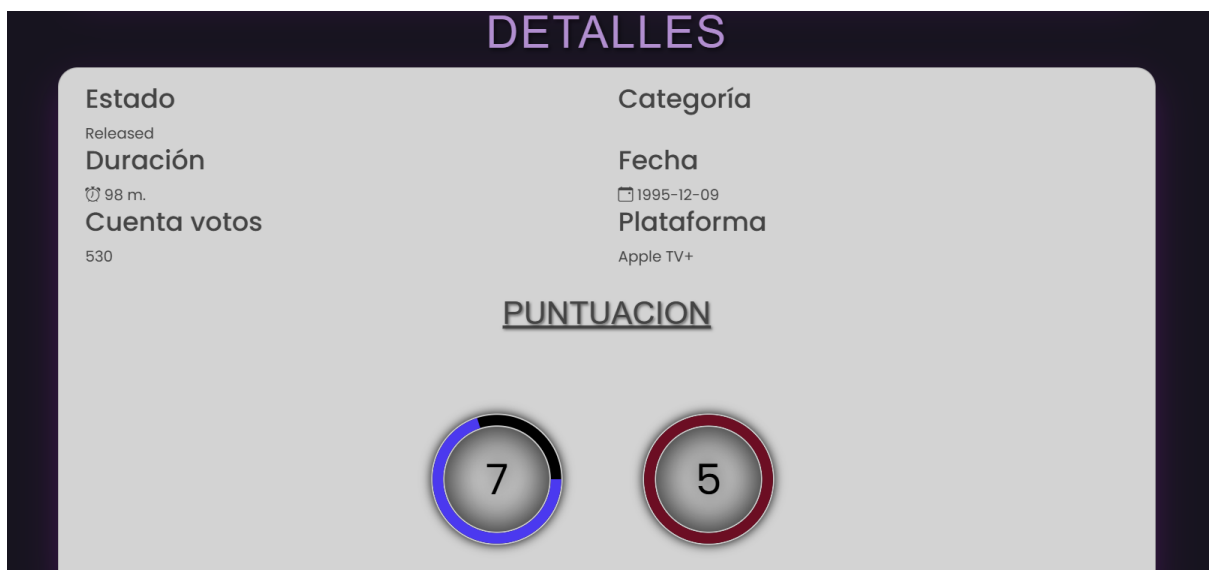 DETALLES
Estado
Categoría
Released
Duración
Fecha
98 m.
1995-12-09
Cuenta votos
Plataforma
530
Apple TV+
PUNTUACION
7
5